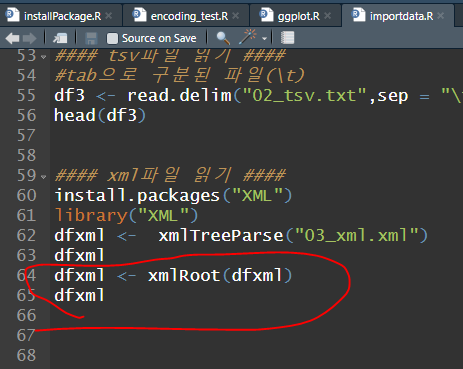 installPackage.R encoding_test.R ggplot.R importdata.R
Source on Save
53 #### tsv파일 읽기 ####
54 #tab으로 구분된 파일(\t)
55 df3 <- read.delim("02_tsv.txt",sep = "\
56 head(df3)
57
58
59 #### xml파일 읽기 ####
60 install.packages("XML")
61 library("XML")
62 dfxml <-  xmlTreeParse("03_xml.xml")
63 dfxml
64 dfxml <- xmlRoot(dfxml)
65 dfxml
66
67
68